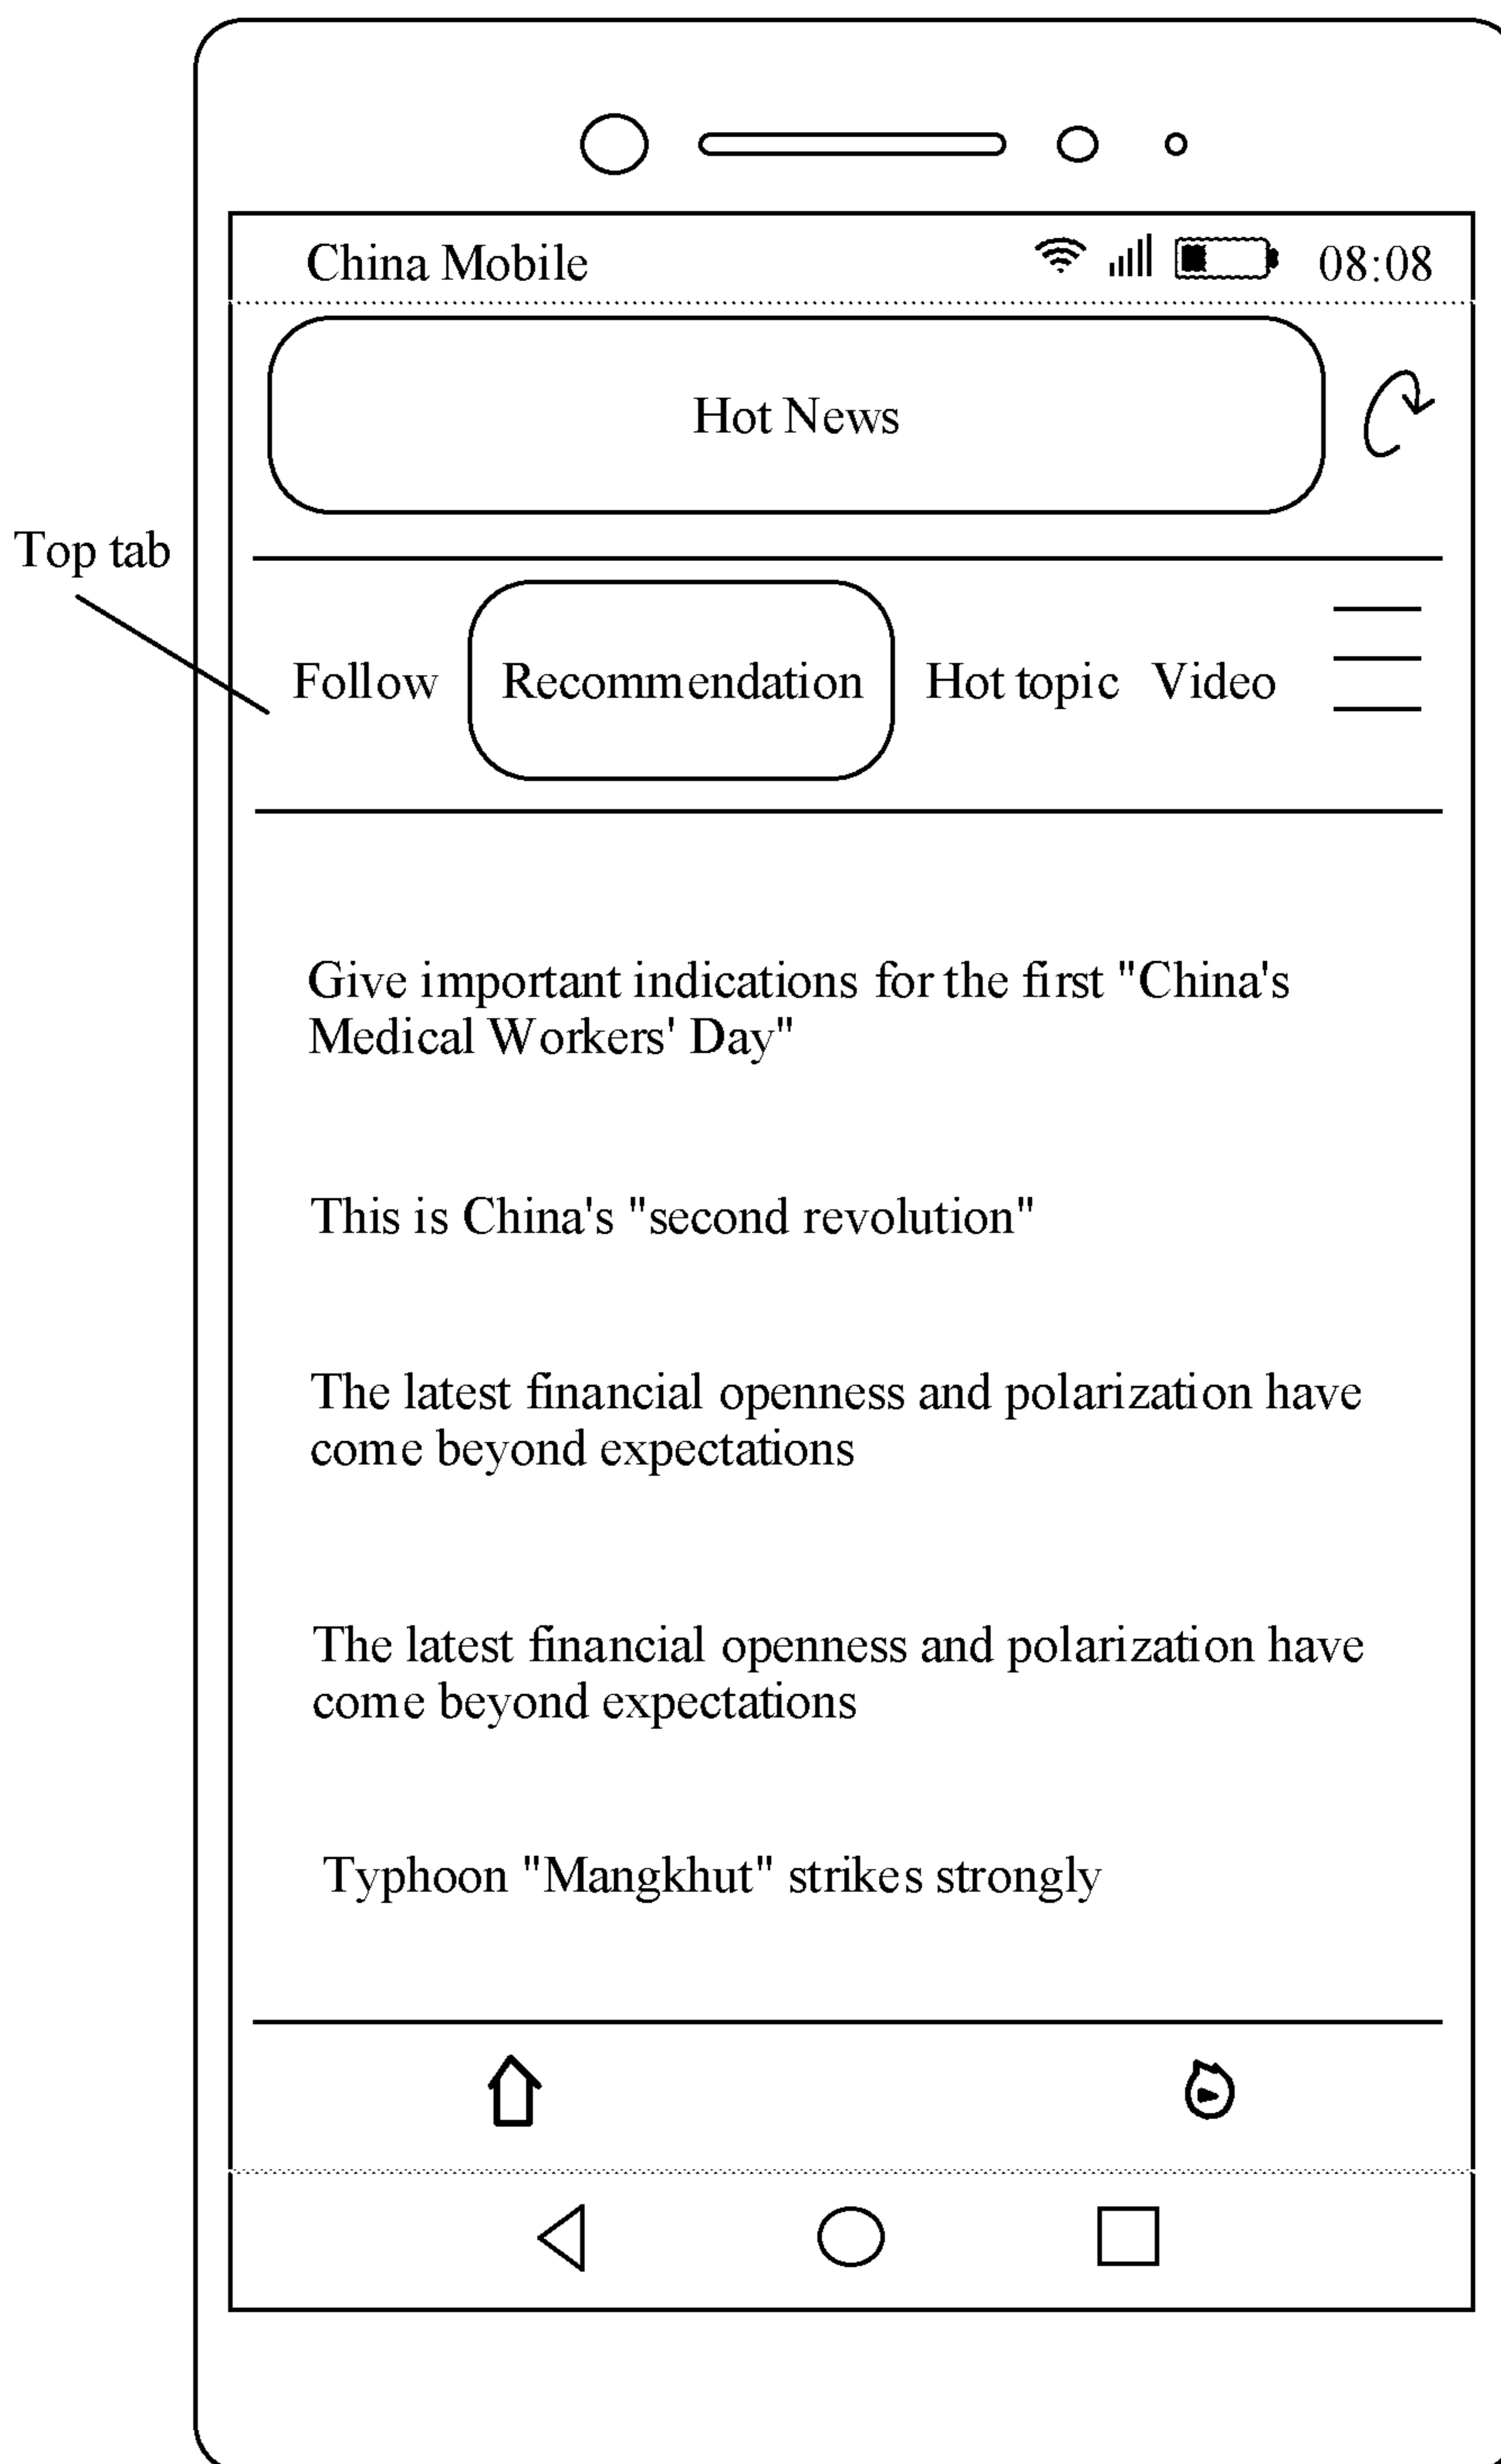 China Mobile 08:08
Hot News
Top tab
Follow Recommendation Hot topic Video
Give important indications for the first "China's
Medical Workers' Day"
This is China's "second revolution"
The latest financial openness and polarization have
come beyond expectations
The latest financial openness and polarization have
come beyond expectations
Typhoon "Mangkhut" strikes strongly